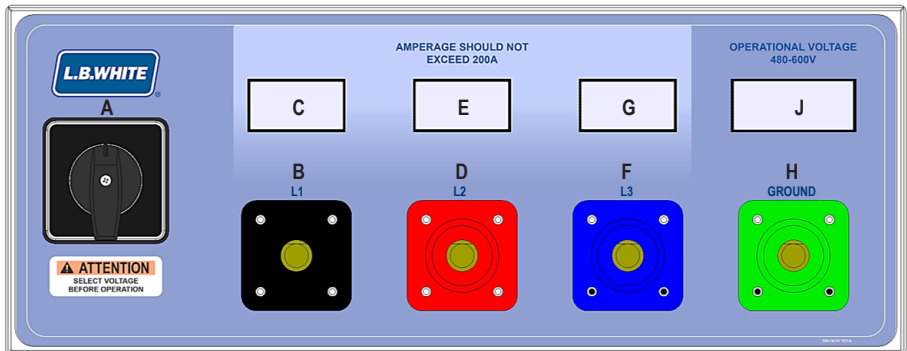 AMPERAGE SHOULD NOT
EXCEED 200A
OPERATIONAL VOLTAGE
480-600V
L.B.WHITE
®
A
C
E
G
J
B
D
F
H
L1
L2
L3
GROUND
ATTENTION
SELECT VOLTAGE
BEFORE OPERATION